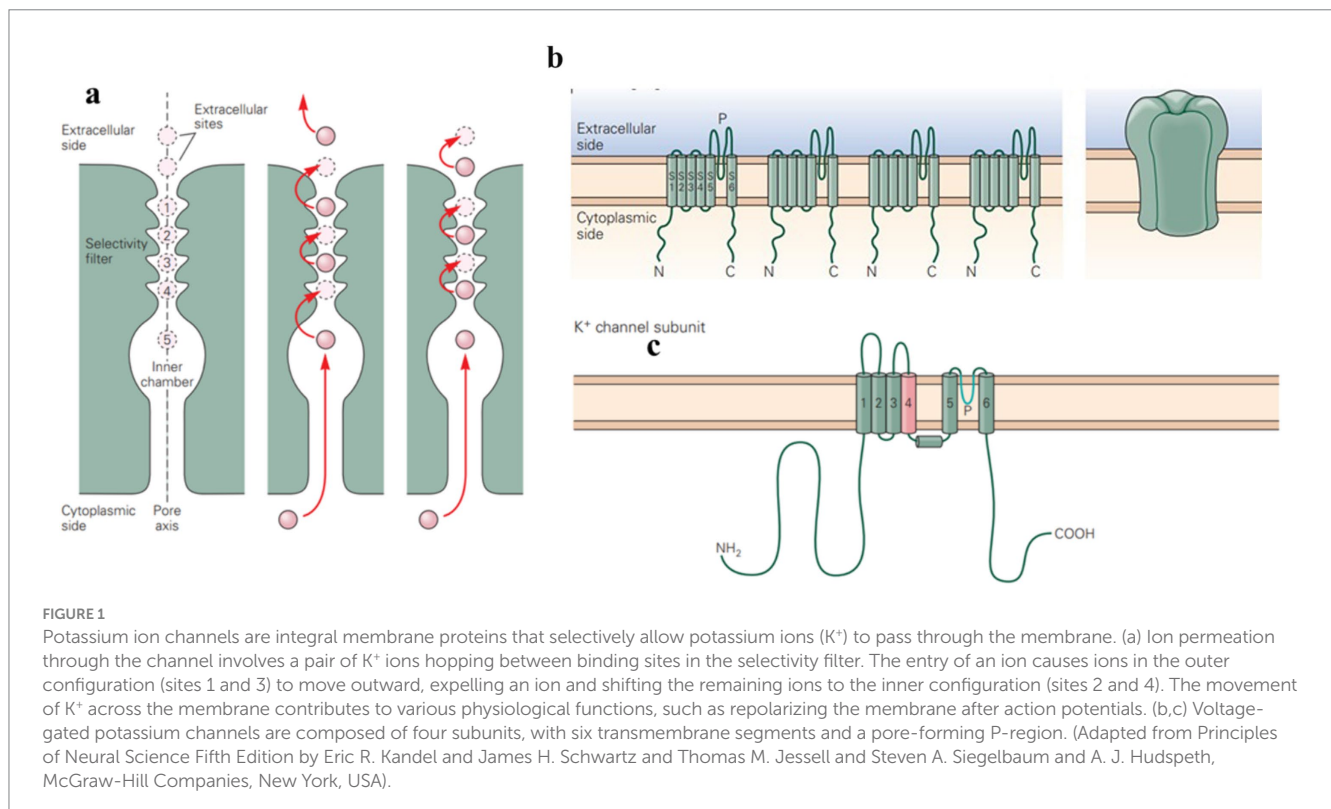 a
Extracellular
side
Extracellular
sites
1
2
Selectivity
filter
3
4
5
Inner
chamber
Cytoplasmic
side
Pore
axis
b
Extracellular
side
P
S
1
S
2
S
3
S
4
S
5
S
6
Cytoplasmic
side
N
C
N
C
N
C
N
C
K⁺ channel subunit
c
1
2
3
4
5
P
6
NH₂
COOH
FIGURE 1
Potassium ion channels are integral membrane proteins that selectively allow potassium ions (K⁺) to pass through the membrane. (a) Ion permeation
through the channel involves a pair of K⁺ ions hopping between binding sites in the selectivity filter. The entry of an ion causes ions in the outer
configuration (sites 1 and 3) to move outward, expelling an ion and shifting the remaining ions to the inner configuration (sites 2 and 4). The movement
of K⁺ across the membrane contributes to various physiological functions, such as repolarizing the membrane after action potentials. (b,c) Voltage-
gated potassium channels are composed of four subunits, with six transmembrane segments and a pore-forming P-region. (Adapted from Principles
of Neural Science Fifth Edition by Eric R. Kandel and James H. Schwartz and Thomas M. Jessell and Steven A. Siegelbaum and A. J. Hudspeth,
McGraw-Hill Companies, New York, USA).